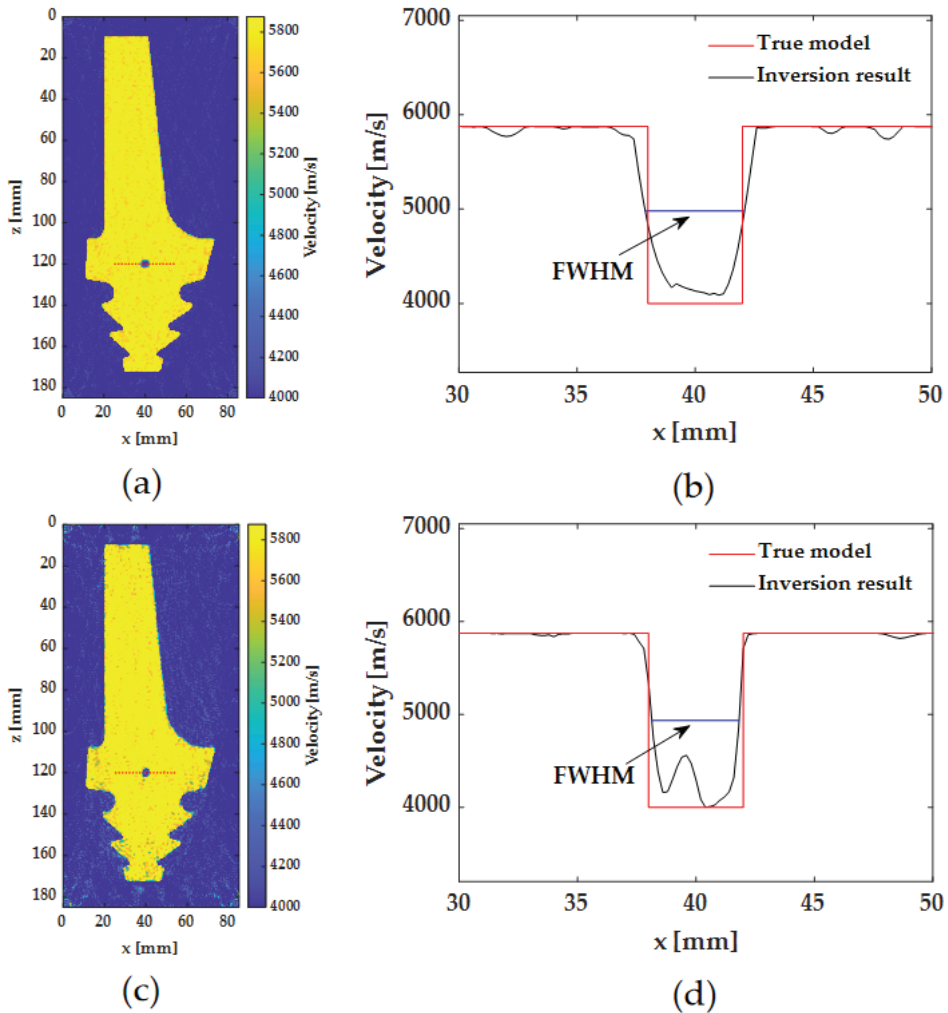 0
20
40
60
80
100
120
140
160
180
z [mm]
0 20 40 60 80
x [mm]
5800
5600
5400
5200
5000
4800
4600
4400
4200
4000
Velocity [m/s]
(a)
7000
6000
5000
4000
Velocity [m/s]
True model
Inversion result
FWHM
30 35 40 45 50
x [mm]
(b)
0
20
40
60
80
100
120
140
160
180
z [mm]
0 20 40 60 80
x [mm]
5800
5600
5400
5200
5000
4800
4600
4400
4200
4000
Velocity [m/s]
(c)
7000
6000
5000
4000
Velocity [m/s]
True model
Inversion result
FWHM
30 35 40 45 50
x [mm]
(d)